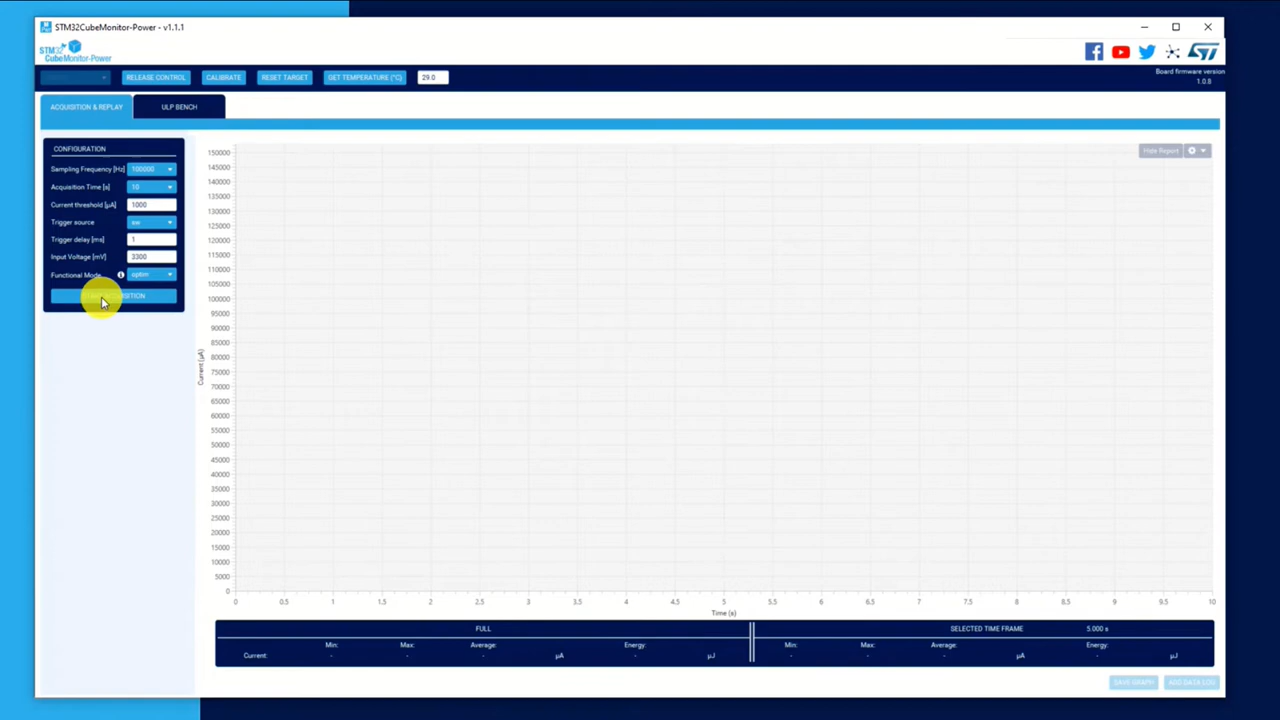 STM32CubeMonitor-Power - v1.1.1
STM32
CubeMonitor-Power
RELEASE CONTROL
CALIBRATE
RESET TARGET
GET TEMPERATURE (°C)
29.0
Board firmware version
1.0.8
ACQUISITION & REPLAY
ULP BENCH
CONFIGURATION
Sampling Frequency [Hz] 100000
Acquisition Time [s] 10
Current threshold [µA] 1000
Trigger source sw
Trigger delay [ms] 1
Input Voltage [mV] 3300
Functional Mode... optim
Hide Report
150000
145000
140000
135000
130000
125000
120000
115000
110000
105000
100000
95000
90000
85000
80000
75000
70000
65000
60000
55000
50000
45000
40000
35000
30000
25000
20000
15000
10000
5000
0
Current (µA)
0 0.5 1 1.5 2 2.5 3 3.5 4 4.5 5 5.5 6 6.5 7 7.5 8 8.5 9 9.5 10
Time (s)
FULL
Min: Max: Average: Energy:
Current: - - - µA - µJ
SELECTED TIME FRAME 5.000 s
Min: Max: Average: Energy:
- - - µA - µJ
SAVE GRAPH
ADD DATA LOG